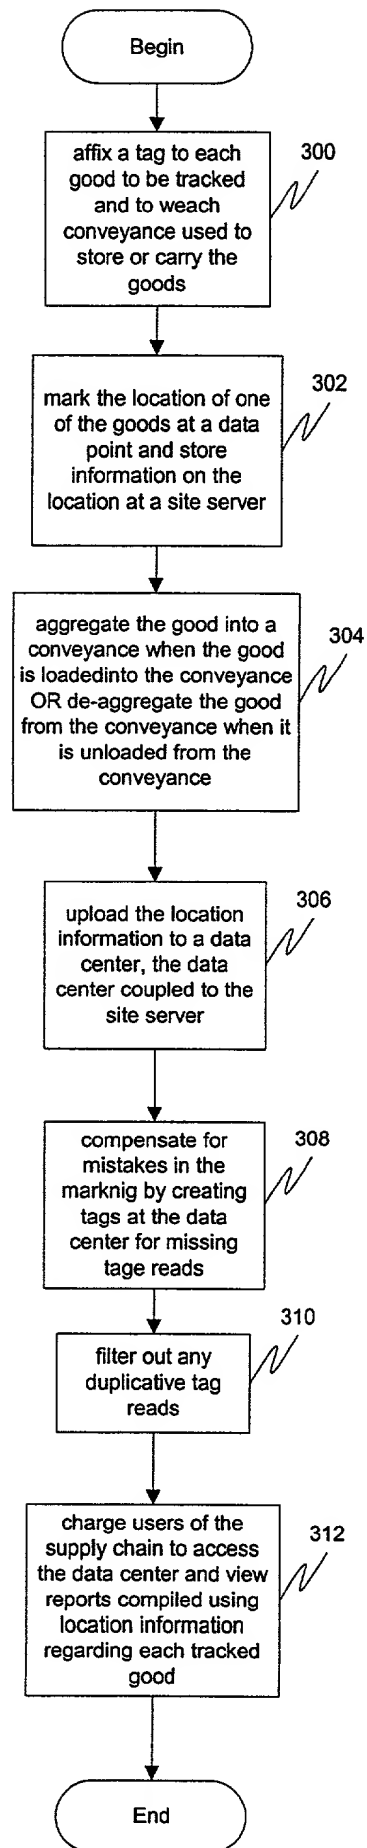 Begin
affix a tag to each
good to be tracked
and to weach
conveyance used to
store or carry the
goods
300
mark the location of one
of the goods at a data
point and store
information on the
location at a site server
302
aggregate the good into a
conveyance when the good
is loadedinto the conveyance
OR de-aggregate the good
from the conveyance when it
is unloaded from the
conveyance
304
upload the location
information to a data
center, the data
center coupled to the
site server
306
compensate for
mistakes in the
marknig by creating
tags at the data
center for missing
tage reads
308
filter out any
duplicative tag
reads
310
charge users of the
supply chain to access
the data center and view
reports compiled using
location information
regarding each tracked
good
312
End